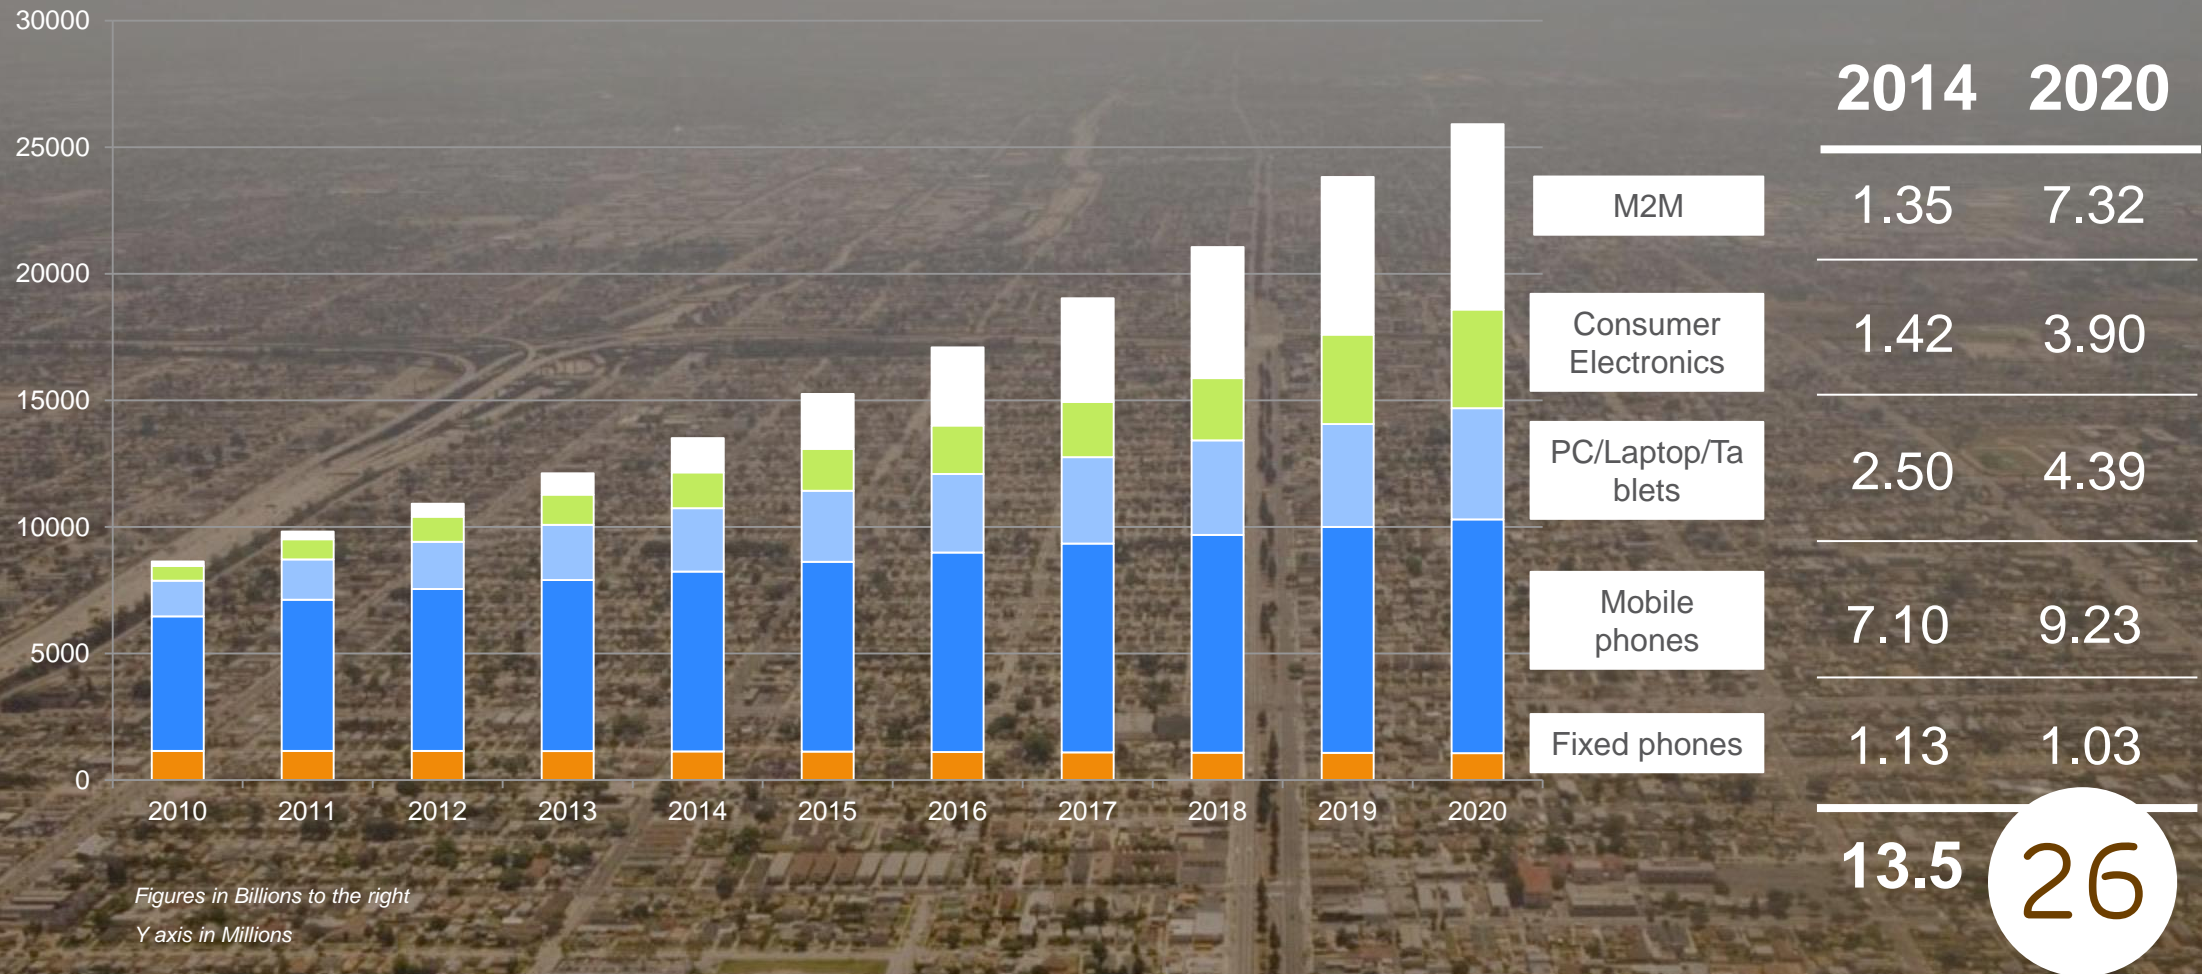 30000
25000
20000
15000
10000
5000
0
2010 2011 2012 2013 2014 2015 2016 2017 2018 2019 2020
Figures in Billions to the right
Y axis in Millions
2014 2020
M2M 1.35 7.32
Consumer
Electronics
1.42 3.90
PC/Laptop/Ta
blets
2.50 4.39
Mobile
phones
7.10 9.23
Fixed phones 1.13 1.03
13.5 26